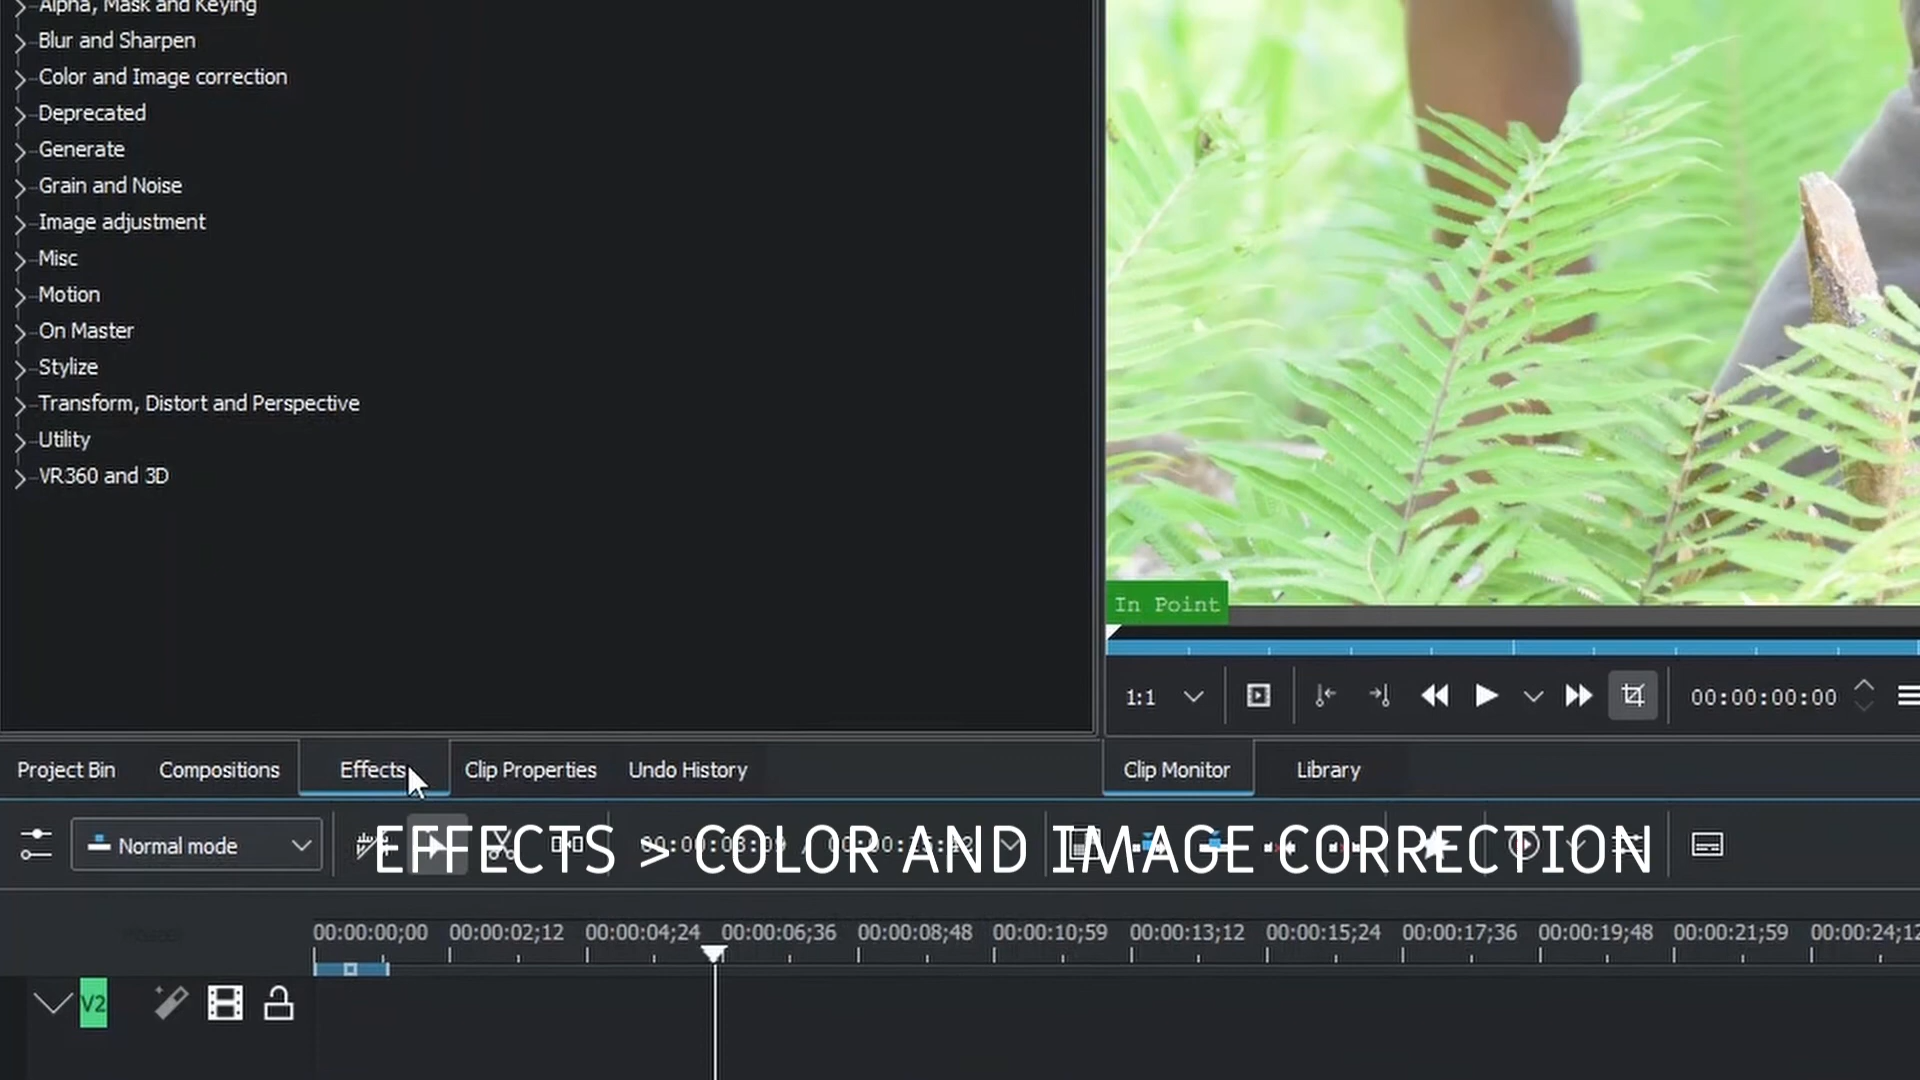 Alpha, Mask and Keying
Blur and Sharpen
Color and Image correction
Deprecated
Generate
Grain and Noise
Image adjustment
Misc
Motion
On Master
Stylize
Transform, Distort and Perspective
Utility
VR360 and 3D
In Point
1:1
00:00:00:00
Project Bin
Compositions
Effects
Clip Properties
Undo History
Clip Monitor
Library
Normal mode
EFFECTS > COLOR AND IMAGE CORRECTION
00:00:00;00 00:00:02;12 00:00:04;24 00:00:06;36 00:00:08;48 00:00:10;59 00:00:13;12 00:00:15;24 00:00:17;36 00:00:19;48 00:00:21;59 00:00:24;12
V2